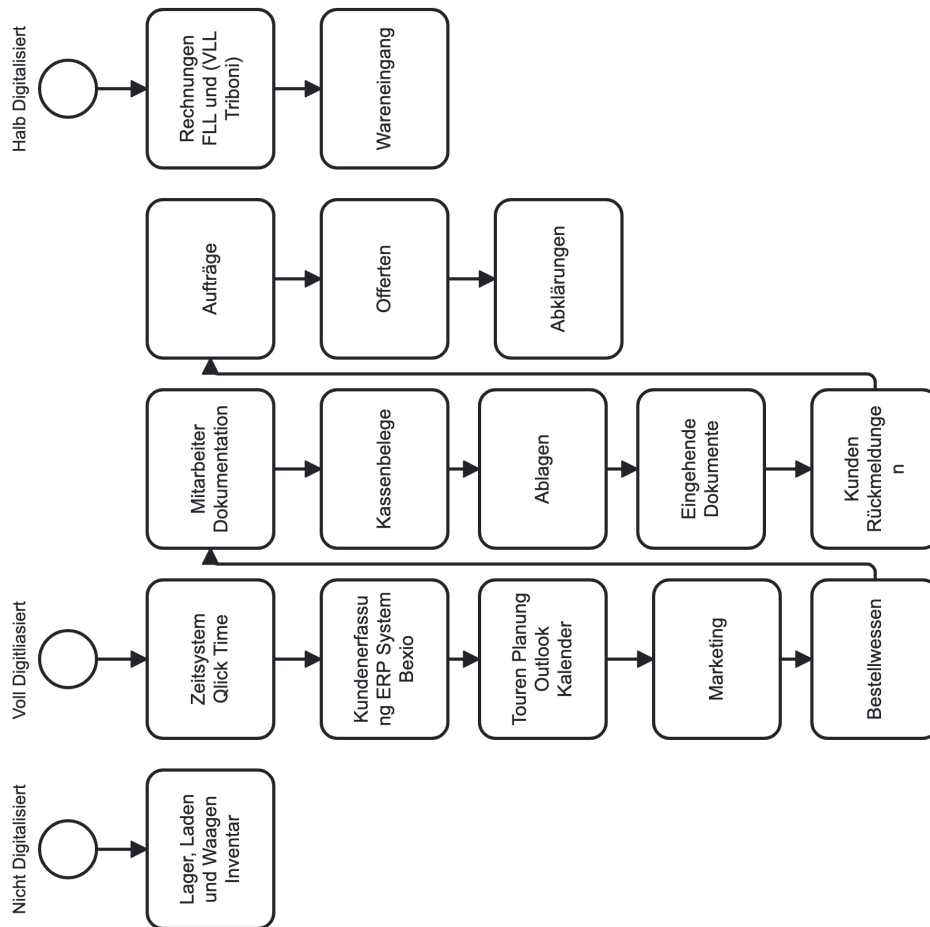 Nicht Digitalisiert
Lager, Laden
und Waagen
Inventar
Voll Digitliasiert
Zeitsystem
Qlick Time
Kundenerfassu
ng ERP System
Bexio
Touren Planung
Outlook
Kalender
Marketing
Bestellwessen
Mitarbeiter
Dokumentation
Kassenbelege
Ablagen
Eingehende
Dokumente
Kunden
Rückmeldunge
n
Aufträge
Offerten
Abklärungen
Halb Digitalisiert
Rechnungen
FLL und (VLL
Triboni)
Wareneingang